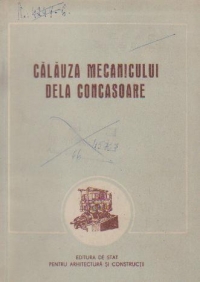 CĂLĂUZA MECANICULUI
DELA CONCASOARE
EDITURA DE STAT
PENTRU ARHITECTURĂ ȘI CONSTRUCȚII